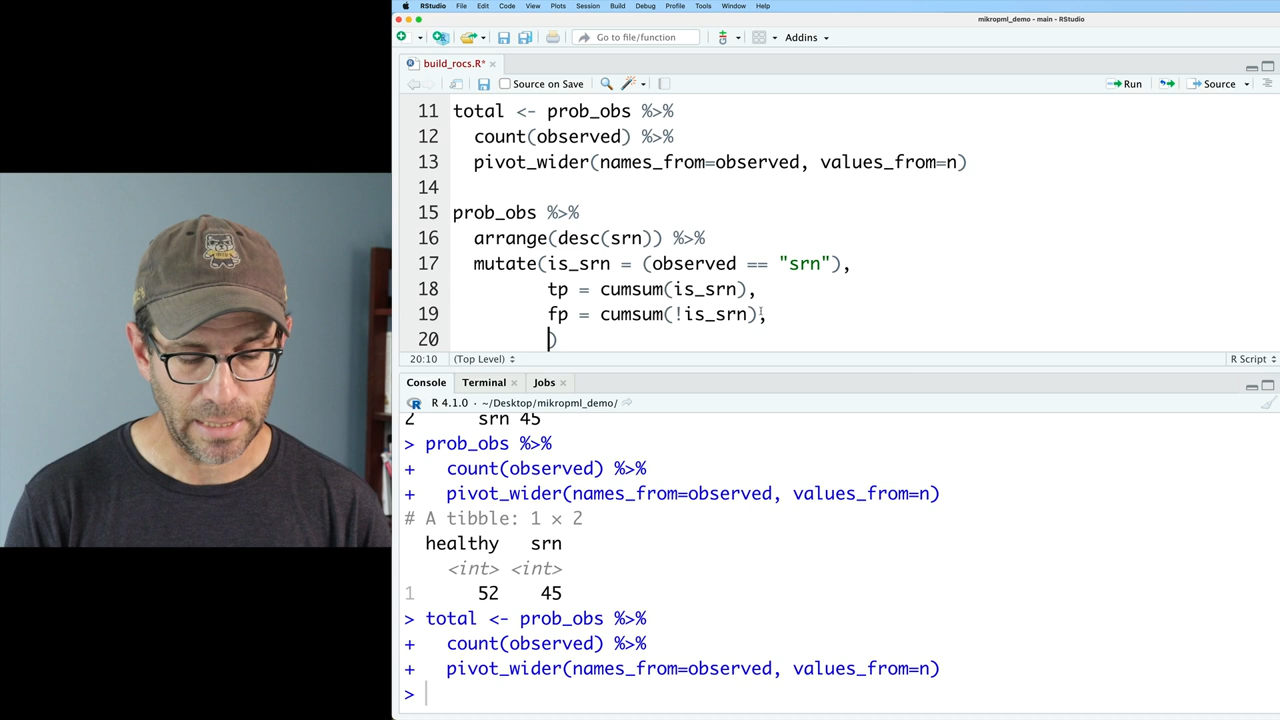 RStudio File Edit Code View Plots Session Build Debug Profile Tools Window Help
mikropml_demo - main - RStudio
Go to file/function Addins
build_rocs.R*
Source on Save Run Source
11 total <- prob_obs %>%
12 count(observed) %>%
13 pivot_wider(names_from=observed, values_from=n)
14
15 prob_obs %>%
16 arrange(desc(srn)) %>%
17 mutate(is_srn = (observed == "srn"),
18 tp = cumsum(is_srn),
19 fp = cumsum(!is_srn),
20 )
20:10 (Top Level) R Script
Console Terminal Jobs
R 4.1.0 · ~/Desktop/mikropml_demo/
2 srn 45
> prob_obs %>%
+ count(observed) %>%
+ pivot_wider(names_from=observed, values_from=n)
# A tibble: 1 × 2
healthy srn
<int> <int>
1 52 45
> total <- prob_obs %>%
+ count(observed) %>%
+ pivot_wider(names_from=observed, values_from=n)
>